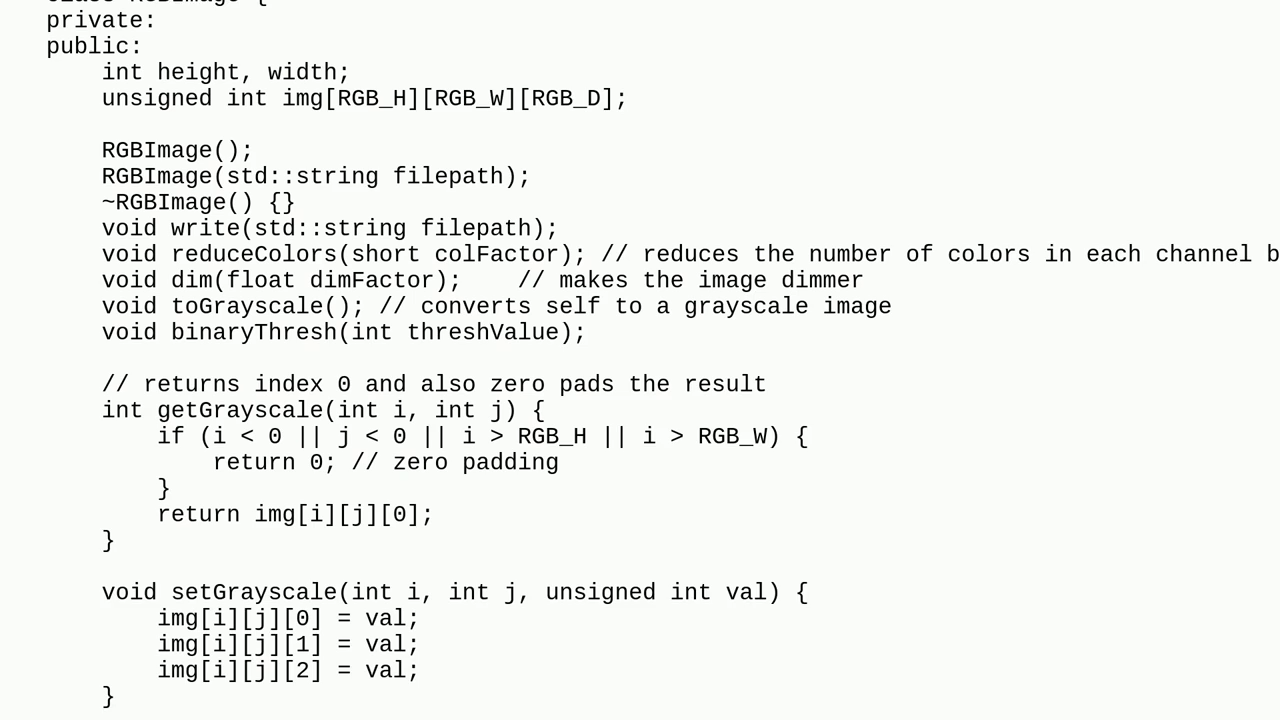 private:
public:
    int height, width;
    unsigned int img[RGB_H][RGB_W][RGB_D];

    RGBImage();
    RGBImage(std::string filepath);
    ~RGBImage() {}
    void write(std::string filepath);
    void reduceColors(short colFactor); // reduces the number of colors in each channel b
    void dim(float dimFactor);    // makes the image dimmer
    void toGrayscale(); // converts self to a grayscale image
    void binaryThresh(int threshValue);

    // returns index 0 and also zero pads the result
    int getGrayscale(int i, int j) {
        if (i < 0 || j < 0 || i > RGB_H || i > RGB_W) {
            return 0; // zero padding
        }
        return img[i][j][0];
    }

    void setGrayscale(int i, int j, unsigned int val) {
        img[i][j][0] = val;
        img[i][j][1] = val;
        img[i][j][2] = val;
    }